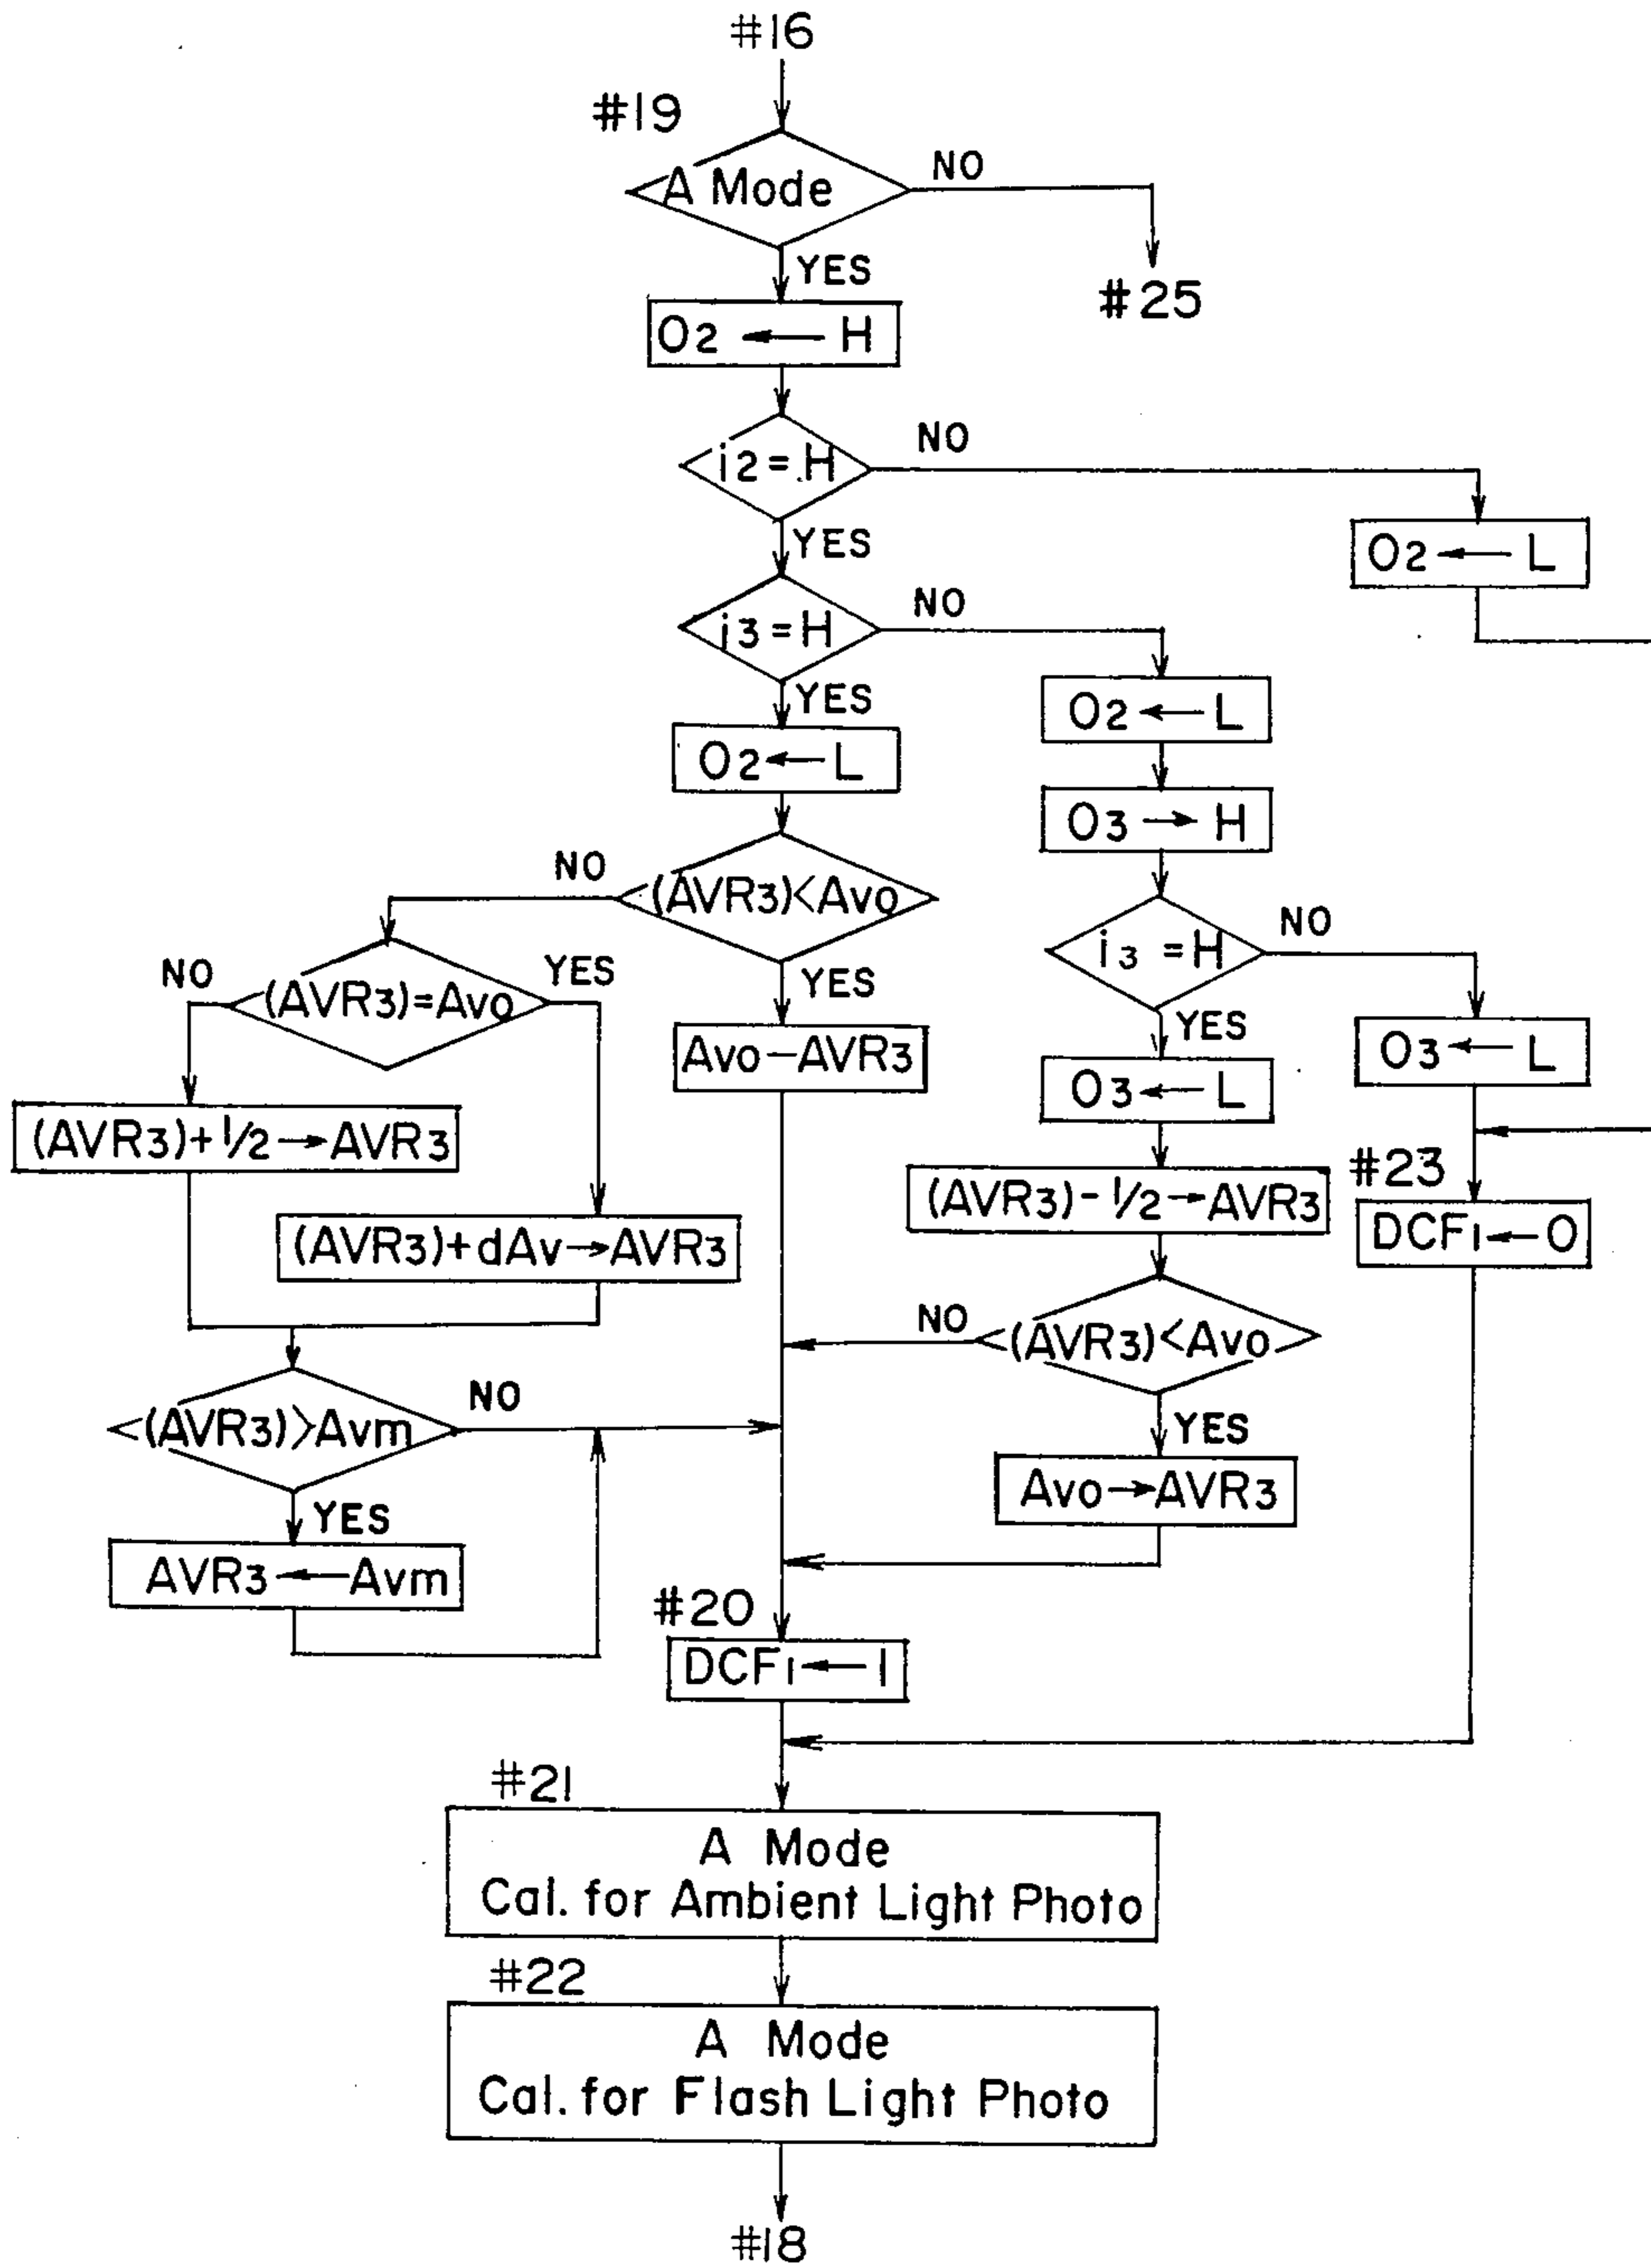 #16
#19
A Mode
NO
YES
#25
O2 ← H
i2 = H
NO
YES
O2 ← L
i3 = H
NO
YES
O2 ← L
O2 ← L
O3 → H
(AVR3)<Avo
NO
YES
i3 = H
NO
YES
(AVR3)=Avo
NO
YES
Avo – AVR3
O3 ← L
O3 ← L
(AVR3)+1/2 → AVR3
(AVR3)-1/2 → AVR3
#23
DCF1 ← O
(AVR3)+dAv → AVR3
(AVR3)<Avo
NO
YES
(AVR3)>Avm
NO
YES
Avo → AVR3
AVR3 ← Avm
#20
DCF1 ← 1
#21
A Mode
Cal. for Ambient Light Photo
#22
A Mode
Cal. for Flash Light Photo
#18